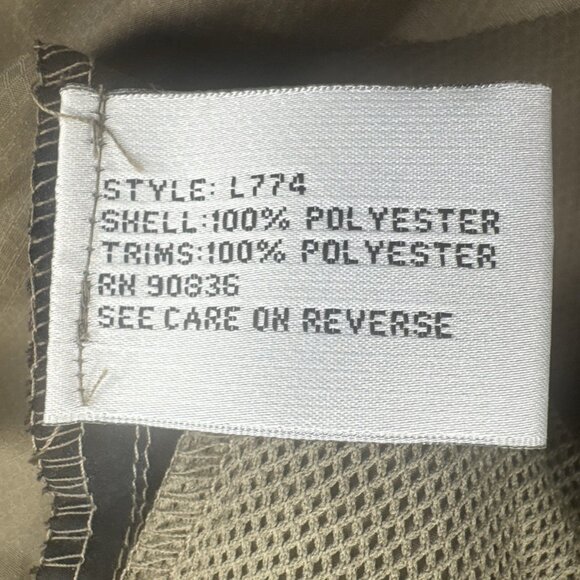 STYLE: L774
SHELL:100% POLYESTER
TRIMS:100% POLYESTER
RN 90836
SEE CARE ON REVERSE